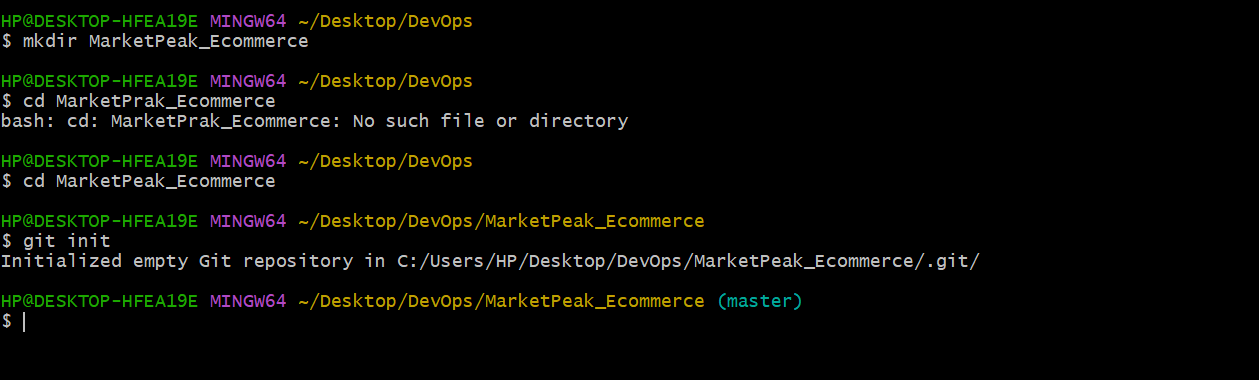 HP@DESKTOP-HFEA19E MINGW64 ~/Desktop/DevOps
$ mkdir MarketPeak_Ecommerce
HP@DESKTOP-HFEA19E MINGW64 ~/Desktop/DevOps
$ cd MarketPrak_Ecommerce
bash: cd: MarketPrak_Ecommerce: No such file or directory
HP@DESKTOP-HFEA19E MINGW64 ~/Desktop/DevOps
$ cd MarketPeak_Ecommerce
HP@DESKTOP-HFEA19E MINGW64 ~/Desktop/DevOps/MarketPeak_Ecommerce
$ git init
Initialized empty Git repository in C:/Users/HP/Desktop/DevOps/MarketPeak_Ecommerce/.git/
HP@DESKTOP-HFEA19E MINGW64 ~/Desktop/DevOps/MarketPeak_Ecommerce (master)
$